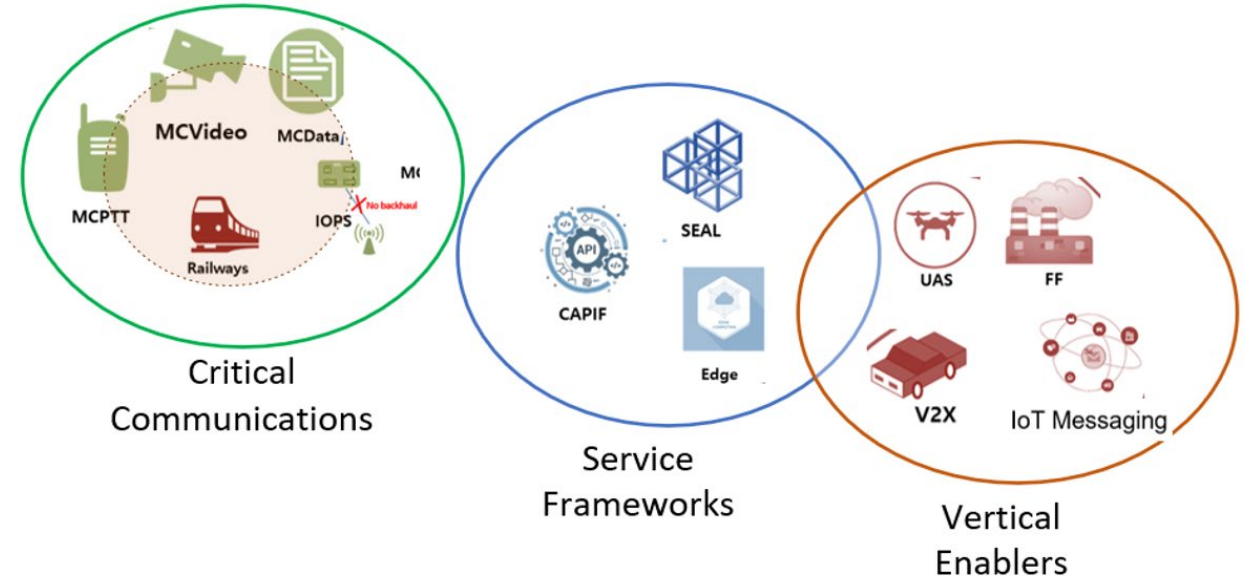 MCVideo
MCData
MCPTT
IOPS
No backhaul
Railways
Critical
Communications
SEAL
API
CAPIF
Edge
Service
Frameworks
UAS
FF
V2X
IoT Messaging
Vertical
Enablers